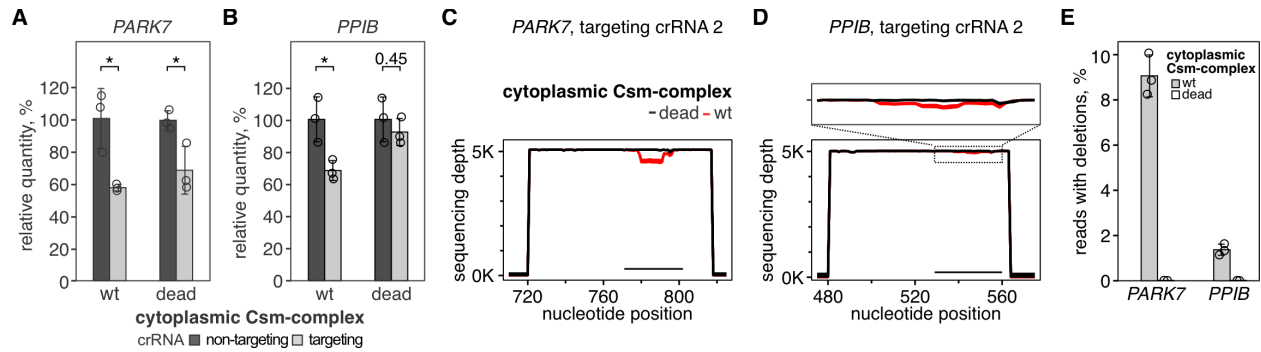 A
PARK7
relative quantity, %
120
100
80
60
40
20
0
*
*
wt
dead
B
PPIB
relative quantity, %
120
100
80
60
40
20
0
*
0.45
wt
dead
cytoplasmic Csm-complex
crRNA non-targeting targeting
C
PARK7, targeting crRNA 2
cytoplasmic Csm-complex
dead wt
sequencing depth
5K
0K
720
760
800
nucleotide position
D
PPIB, targeting crRNA 2
sequencing depth
5K
0K
480
520
560
nucleotide position
E
reads with deletions, %
10
8
6
4
2
0
cytoplasmic
Csm-complex
wt
dead
PARK7
PPIB